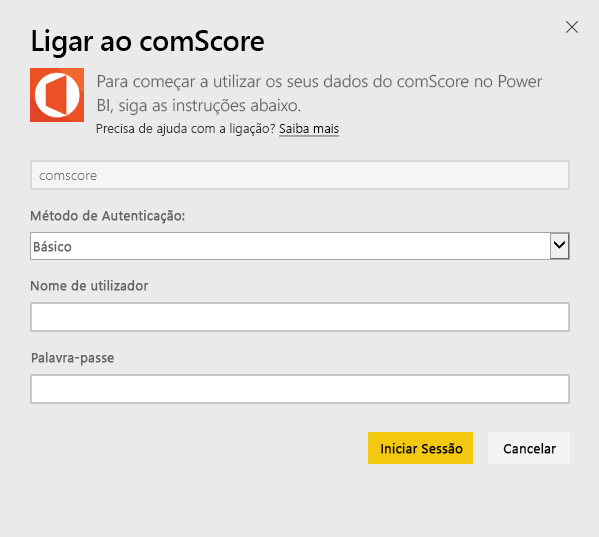 Ligar ao comScore
Para começar a utilizar os seus dados do comScore no Power
BI, siga as instruções abaixo.
Precisa de ajuda com a ligação? Saiba mais
comscore
Método de Autenticação:
Básico
Nome de utilizador
Palavra-passe
Iniciar Sessão
Cancelar